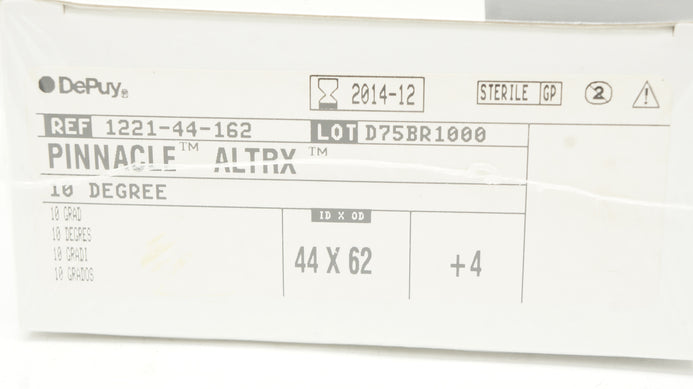 DePuy®
2014-12
STERILE GP
2
REF 1221-44-162 LOT D75BR1000
PINNACLE™ ALTRX™
10 DEGREE
10 GRAD
10 DEGRES
10 GRADI
10 GRADOS
ID X OD
44 X 62
+4